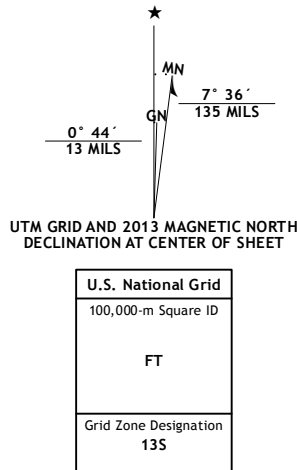 MN
7° 36´
135 MILS
GN
0° 44´
13 MILS
UTM GRID AND 2013 MAGNETIC NORTH
DECLINATION AT CENTER OF SHEET
U.S. National Grid
100,000-m Square ID
FT
Grid Zone Designation
13S